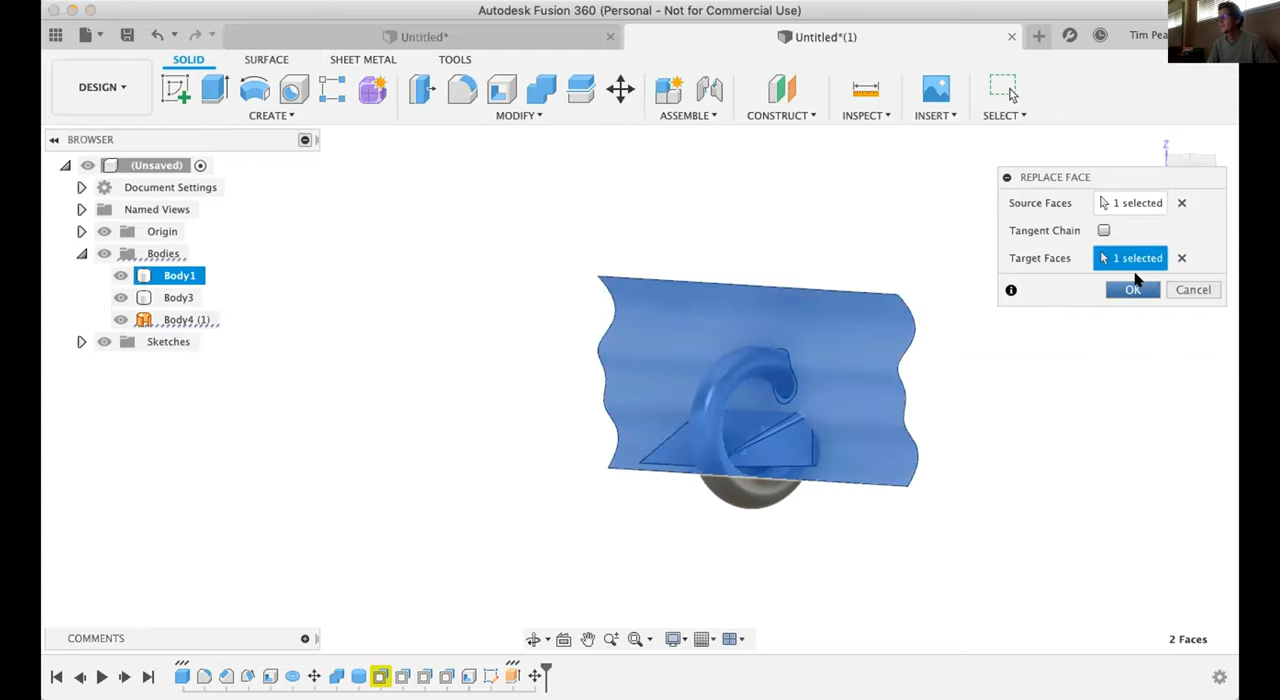 Autodesk Fusion 360 (Personal – Not for Commercial Use)
Untitled*
Untitled*(1)
Tim Pea
SOLID SURFACE SHEET METAL TOOLS
DESIGN
CREATE MODIFY ASSEMBLE CONSTRUCT INSPECT INSERT SELECT
BROWSER
(Unsaved)
Document Settings
Named Views
Origin
Bodies
Body1
Body3
Body4 (1)
Sketches
Z
REPLACE FACE
Source Faces 1 selected
Tangent Chain
Target Faces 1 selected
OK Cancel
COMMENTS
2 Faces